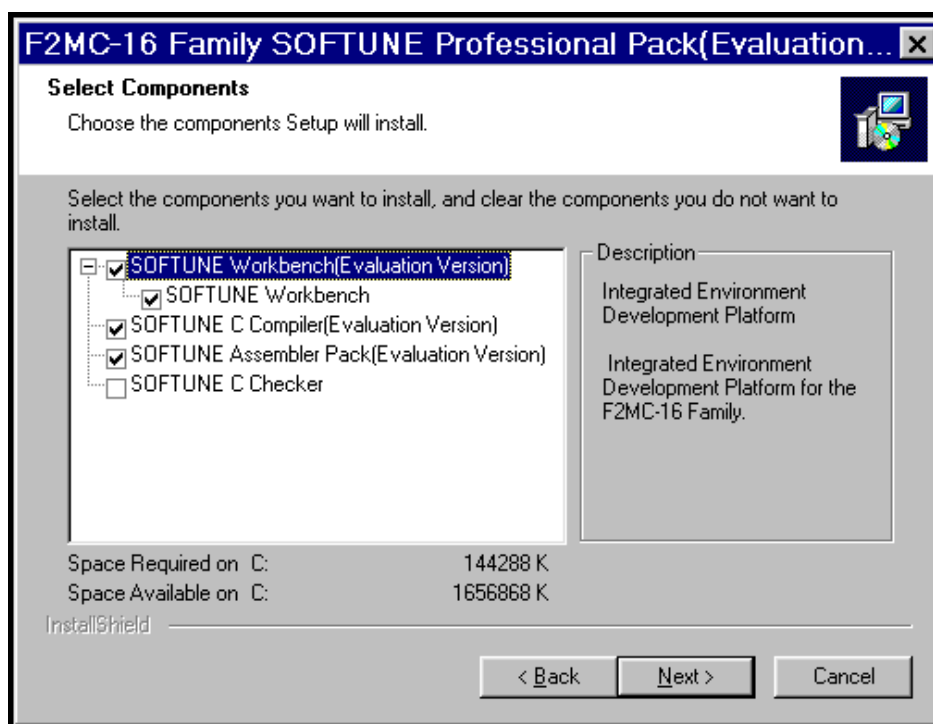 F2MC-16 Family SOFTUNE Professional Pack(Evaluation...
Select Components
Choose the components Setup will install.
Select the components you want to install, and clear the components you do not want to
install.
SOFTUNE Workbench(Evaluation Version)
SOFTUNE Workbench
SOFTUNE C Compiler(Evaluation Version)
SOFTUNE Assembler Pack(Evaluation Version)
SOFTUNE C Checker
Description
Integrated Environment
Development Platform
Integrated Environment
Development Platform for the
F2MC-16 Family.
Space Required on C: 144288 K
Space Available on C: 1656868 K
InstallShield
< Back Next > Cancel